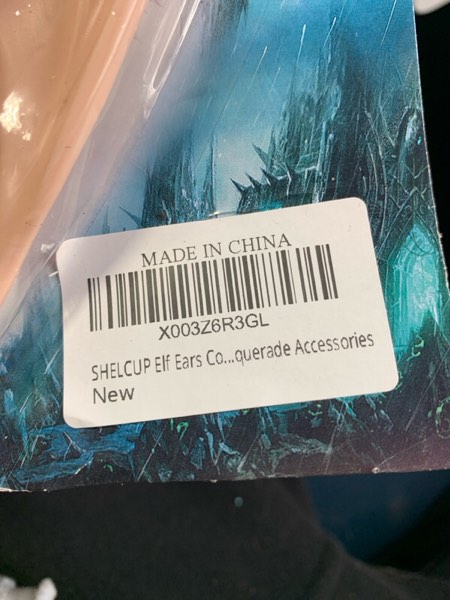 MADE IN CHINA
X003Z6R3GL
SHELCUP Elf Ears Co...querade Accessories
New